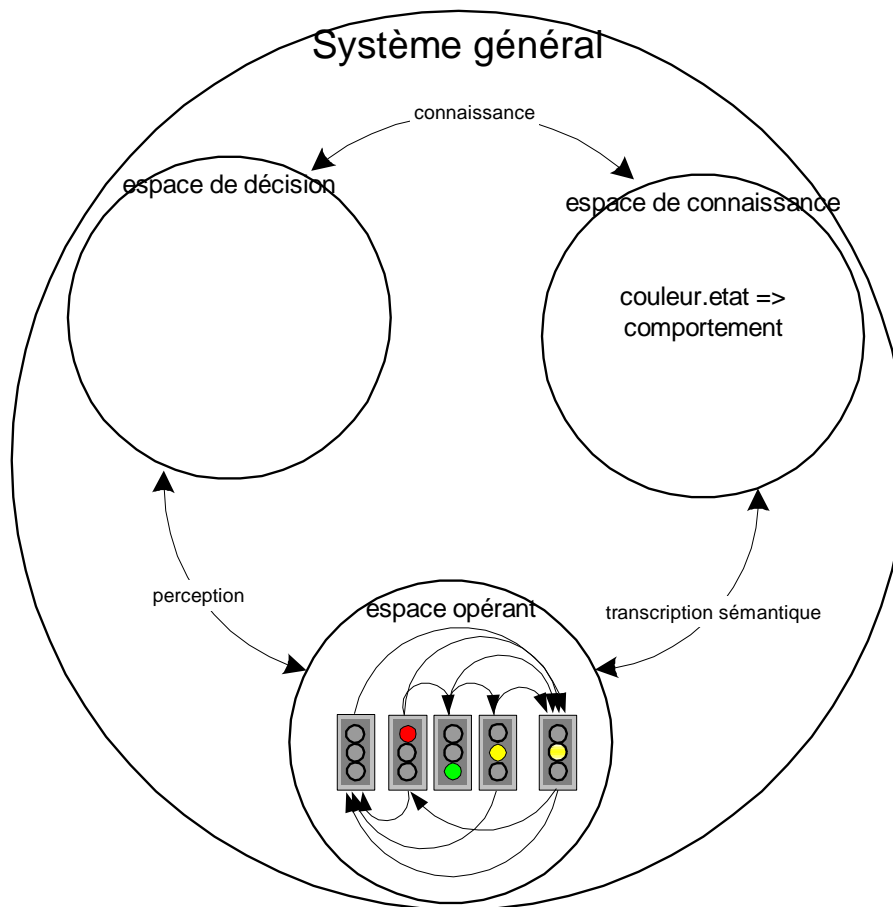 Système général
connaissance
espace de décision
espace de connaissance
couleur.etat =>
comportement
perception
espace opérant
transcription sémantique